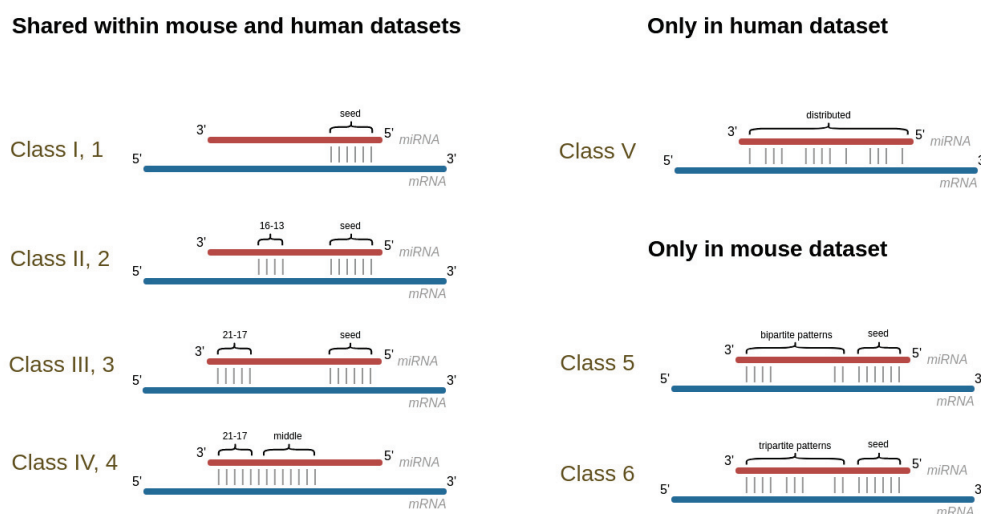 Shared within mouse and human datasets
Class I, 1
seed
3'
5'
miRNA
5'
3'
mRNA
Class II, 2
16-13
seed
3'
5'
miRNA
5'
3'
mRNA
Class III, 3
21-17
seed
3'
5'
miRNA
5'
3'
mRNA
Class IV, 4
21-17
middle
3'
5'
miRNA
5'
3'
mRNA
Only in human dataset
Class V
distributed
3'
5'
miRNA
5'
3'
mRNA
Only in mouse dataset
Class 5
bipartite patterns
seed
3'
5'
miRNA
5'
3'
mRNA
Class 6
tripartite patterns
seed
3'
5'
miRNA
5'
3'
mRNA